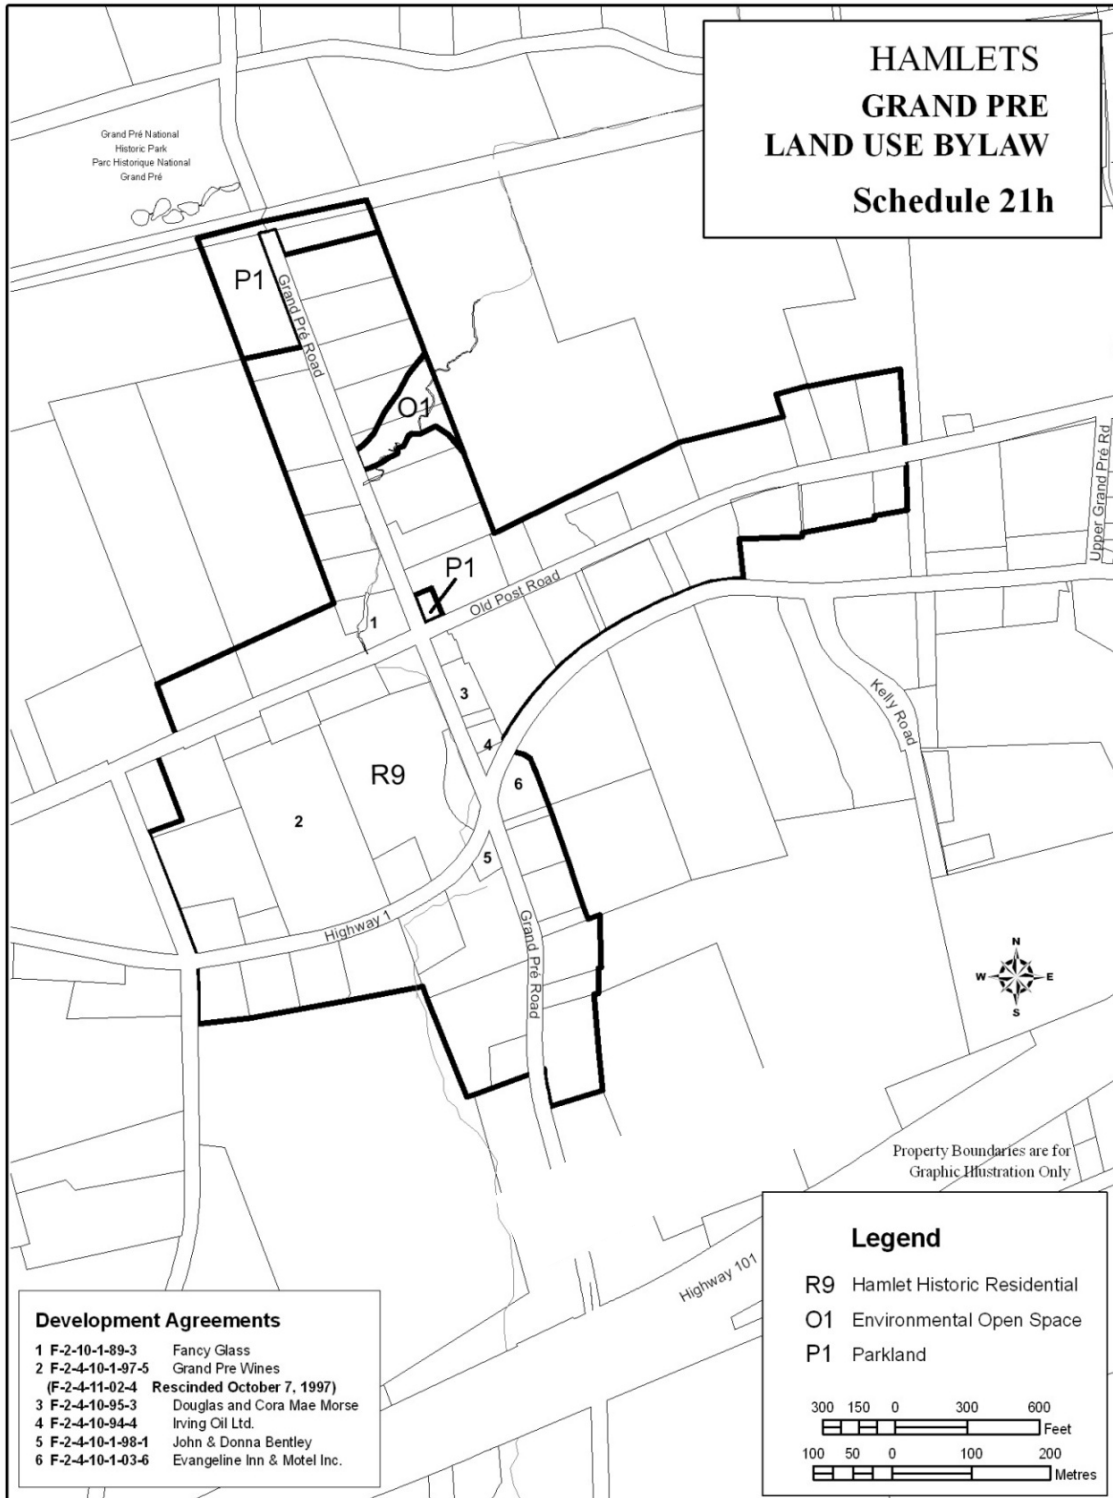 HAMLETS
GRAND PRE
LAND USE BYLAW
Schedule 21h
Grand Pré National
Historic Park
Parc Historique National
Grand Pré
P1
Grand Pré Road
O1
Upper Grand Pré Rd
P1
Old Post Road
1
3
Kelly Road
4
R9
6
2
5
Highway 1
Grand Pré Road
N
W E
S
Property Boundaries are for
Graphic Illustration Only
Highway 101
Legend
R9 Hamlet Historic Residential
O1 Environmental Open Space
P1 Parkland
300 150 0 300 600
Feet
100 50 0 100 200
Metres
Development Agreements
1 F-2-10-1-89-3 Fancy Glass
2 F-2-4-10-1-97-5 Grand Pre Wines
(F-2-4-11-02-4 Rescinded October 7, 1997)
3 F-2-4-10-95-3 Douglas and Cora Mae Morse
4 F-2-4-10-94-4 Irving Oil Ltd.
5 F-2-4-10-1-98-1 John & Donna Bentley
6 F-2-4-10-1-03-6 Evangeline Inn & Motel Inc.